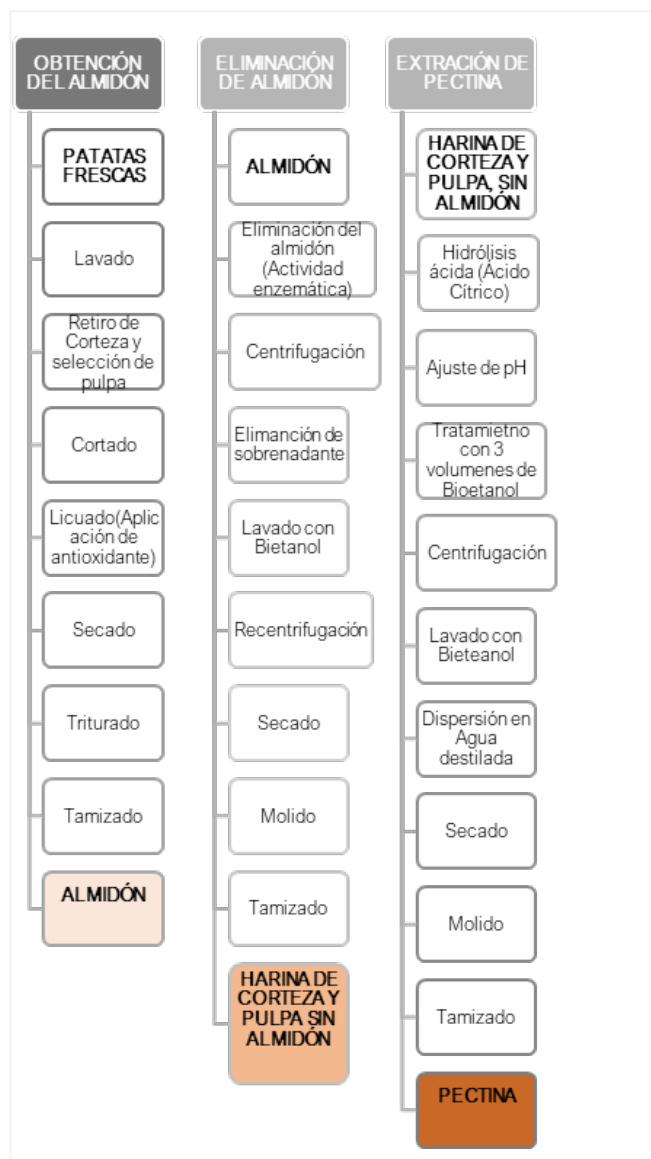 OBTENCIÓN
DEL ALMIDÓN
PATATAS
FRESCAS
Lavado
Retiro de
Corteza y
selección de
pulpa
Cortado
Licuado(Aplic
ación de
antioxidante)
Secado
Triturado
Tamizado
ALMIDÓN
ELIMINACIÓN
DE ALMIDÓN
ALMIDÓN
Eliminación del
almidón
(Actividad
enzemática)
Centrifugación
Elimanción de
sobrenadante
Lavado con
Bietanol
Recentrifugación
Secado
Molido
Tamizado
HARINA DE
CORTEZA Y
PULPA SIN
ALMIDÓN
EXTRACIÓN DE
PECTINA
HARINA DE
CORTEZA Y
PULPA, SIN
ALMIDÓN
Hidrólisis
ácida (Ácido
Cítrico)
Ajuste de pH
Tratamietno
con 3
volumenes de
Bioetanol
Centrifugación
Lavado con
Bieteanol
Dispersión en
Agua
destilada
Secado
Molido
Tamizado
PECTINA